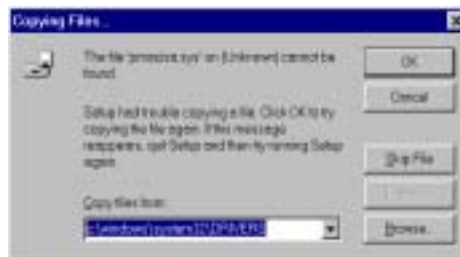 Copying Files...
The file 'promise.sys' on (Unknown) cannot be
found.
Setup had trouble copying a file. Click OK to try
copying the file again. If this message
reappears, quit Setup and then try running Setup
again.
Copy files from:
c:\windows\system32\DRIVERS
OK
Cancel
Skip File
Browse...